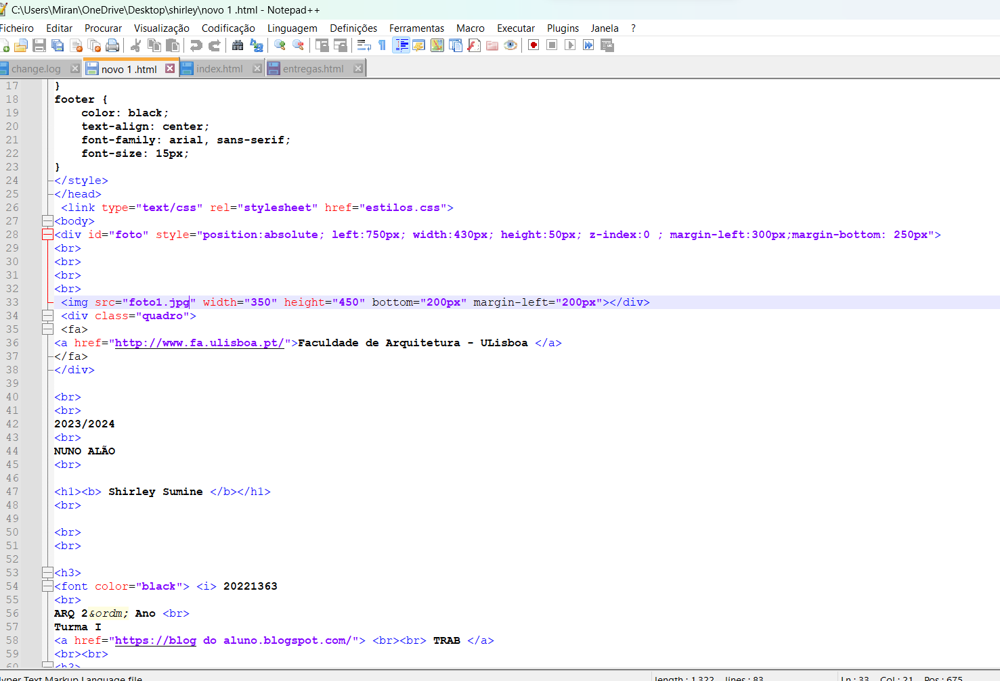 C:\Users\Miran\OneDrive\Desktop\shirley\novo 1 .html - Notepad++
Ficheiro Editar Procurar Visualização Codificação Linguagem Definições Ferramentas Macro Executar Plugins Janela ?
change.log novo 1 .html index.html entregas.html
17 }
18 footer {
19 color: black;
20 text-align: center;
21 font-family: arial, sans-serif;
22 font-size: 15px;
23 }
24 </style>
25 </head>
26 <link type="text/css" rel="stylesheet" href="estilos.css">
27 <body>
28 <div id="foto" style="position:absolute; left:750px; width:430px; height:50px; z-index:0 ; margin-left:300px;margin-bottom: 250px">
29 <br>
30 <br>
31 <br>
32 <br>
33 <img src="foto1.jpg" width="350" height="450" bottom="200px" margin-left="200px"></div>
34 <div class="quadro">
35 <fa>
36 <a href="http://www.fa.ulisboa.pt/">Faculdade de Arquitetura - ULisboa </a>
37 </fa>
38 </div>
39
40 <br>
41 <br>
42 2023/2024
43 <br>
44 NUNO ALÃO
45 <br>
46
47 <h1><b> Shirley Sumine </b></h1>
48 <br>
49
50 <br>
51 <br>
52
53 <h3>
54 <font color="black"> <i> 20221363
55 <br>
56 ARQ 2&ordm; Ano <br>
57 Turma I
58 <a href="https://blog do aluno.blogspot.com/"> <br><br> TRAB </a>
59 <br><br>
60 <h3>
Hyper Text Markup Language file length : 1 322 lines : 83 Ln : 33 Col : 21 Pos : 675